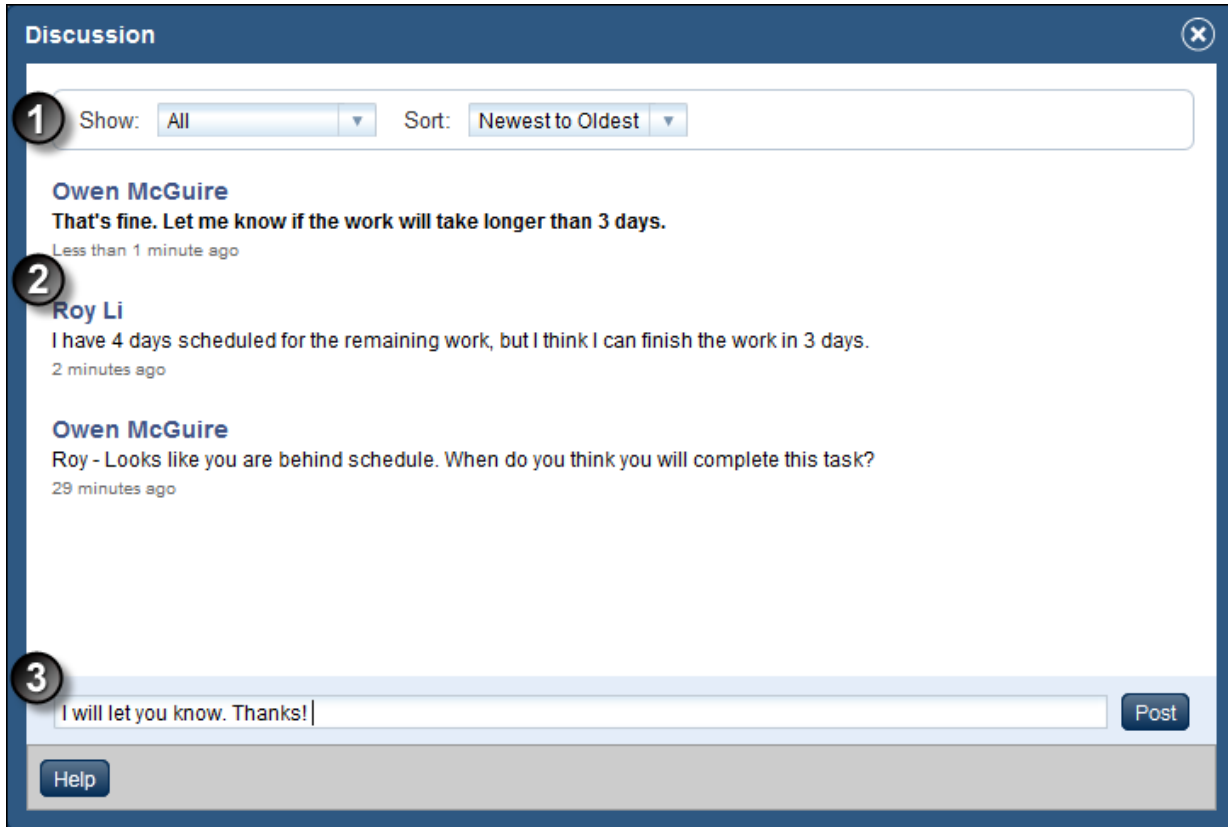 Discussion
1 Show: All Sort: Newest to Oldest
Owen McGuire
That's fine. Let me know if the work will take longer than 3 days.
Less than 1 minute ago
2
Roy Li
I have 4 days scheduled for the remaining work, but I think I can finish the work in 3 days.
2 minutes ago
Owen McGuire
Roy - Looks like you are behind schedule. When do you think you will complete this task?
29 minutes ago
3
I will let you know. Thanks! Post
Help